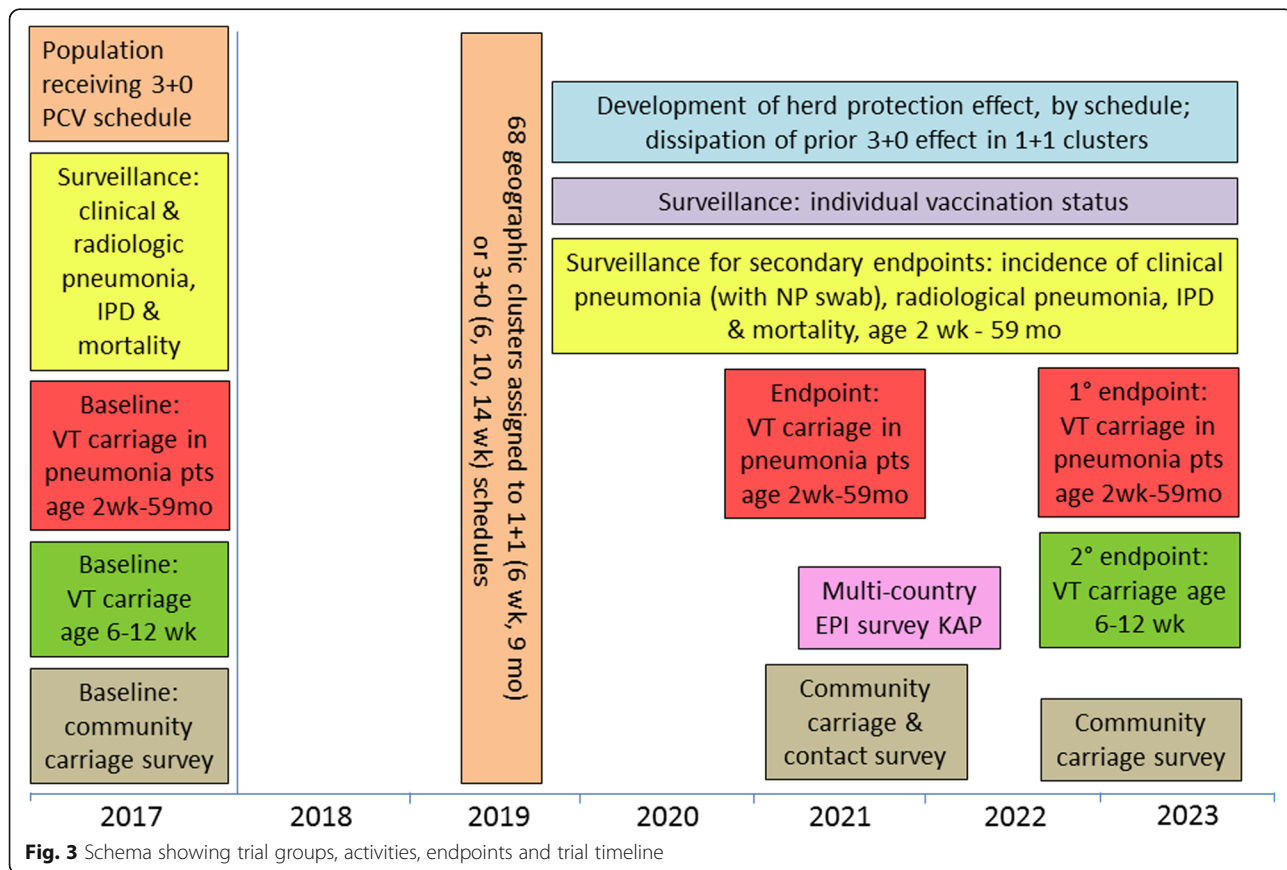 Population
receiving 3+0
PCV schedule
Surveillance:
clinical &
radiologic
pneumonia,
IPD &
mortality
Baseline:
VT carriage in
pneumonia pts
age 2wk-59mo
Baseline:
VT carriage
age 6-12 wk
Baseline:
community
carriage survey
68 geographic clusters assigned to 1+1 (6 wk, 9 mo)
or 3+0 (6, 10, 14 wk) schedules
Development of herd protection effect, by schedule;
dissipation of prior 3+0 effect in 1+1 clusters
Surveillance: individual vaccination status
Surveillance for secondary endpoints: incidence of clinical
pneumonia (with NP swab), radiological pneumonia, IPD
& mortality, age 2 wk - 59 mo
Endpoint:
VT carriage in
pneumonia pts
age 2wk-59mo
1° endpoint:
VT carriage in
pneumonia pts
age 2wk-59mo
Multi-country
EPI survey KAP
2° endpoint:
VT carriage age
6-12 wk
Community
carriage &
contact survey
Community
carriage survey
2017 2018 2019 2020 2021 2022 2023
Fig. 3 Schema showing trial groups, activities, endpoints and trial timeline